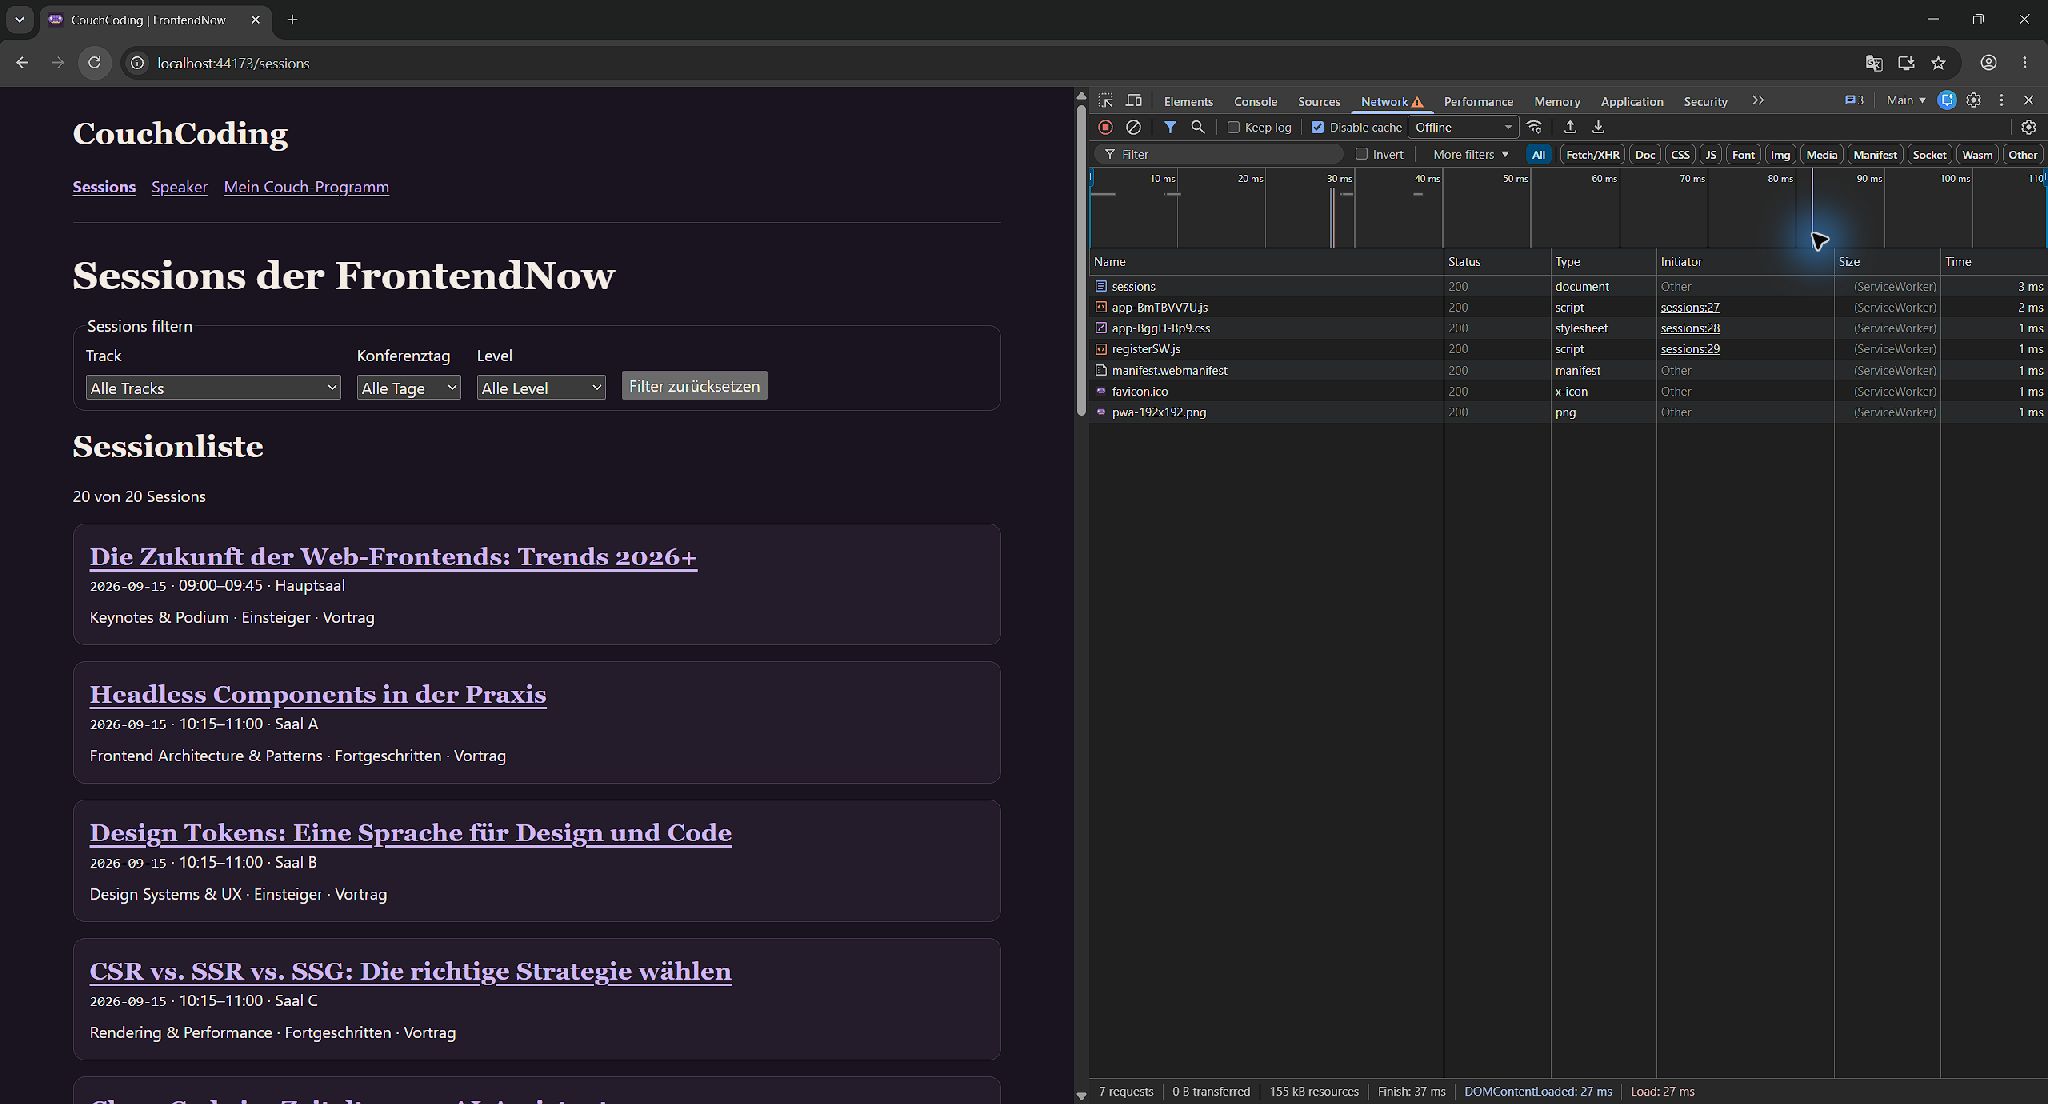 CouchCoding | FrontendNow
localhost:44173/sessions
CouchCoding
Sessions Speaker Mein Couch-Programm
Sessions der FrontendNow
Sessions filtern
Track Konferenztag Level
Alle Tracks Alle Tage Alle Level Filter zurücksetzen
Sessionliste
20 von 20 Sessions
Die Zukunft der Web-Frontends: Trends 2026+
2026-09-15 · 09:00–09:45 · Hauptsaal
Keynotes & Podium · Einsteiger · Vortrag
Headless Components in der Praxis
2026-09-15 · 10:15–11:00 · Saal A
Frontend Architecture & Patterns · Fortgeschritten · Vortrag
Design Tokens: Eine Sprache für Design und Code
2026-09-15 · 10:15–11:00 · Saal B
Design Systems & UX · Einsteiger · Vortrag
CSR vs. SSR vs. SSG: Die richtige Strategie wählen
2026-09-15 · 10:15–11:00 · Saal C
Rendering & Performance · Fortgeschritten · Vortrag
Elements Console Sources Network Performance Memory Application Security 3 Main
Keep log Disable cache Offline
Filter Invert More filters All Fetch/XHR Doc CSS JS Font Img Media Manifest Socket Wasm Other
10 ms 20 ms 30 ms 40 ms 50 ms 60 ms 70 ms 80 ms 90 ms 100 ms 110
Name Status Type Initiator Size Time
sessions 200 document Other (ServiceWorker) 3 ms
app-BmTBVV7U.js 200 script sessions:27 (ServiceWorker) 2 ms
200 stylesheet sessions:28 (ServiceWorker) 1 ms
registerSW.js 200 script sessions:29 (ServiceWorker) 1 ms
manifest.webmanifest 200 manifest Other (ServiceWorker) 1 ms
favicon.ico 200 x-icon Other (ServiceWorker) 1 ms
pwa-192x192.png 200 png Other (ServiceWorker) 1 ms
7 requests 0 B transferred 155 kB resources Finish: 37 ms DOMContentLoaded: 27 ms Load: 27 ms